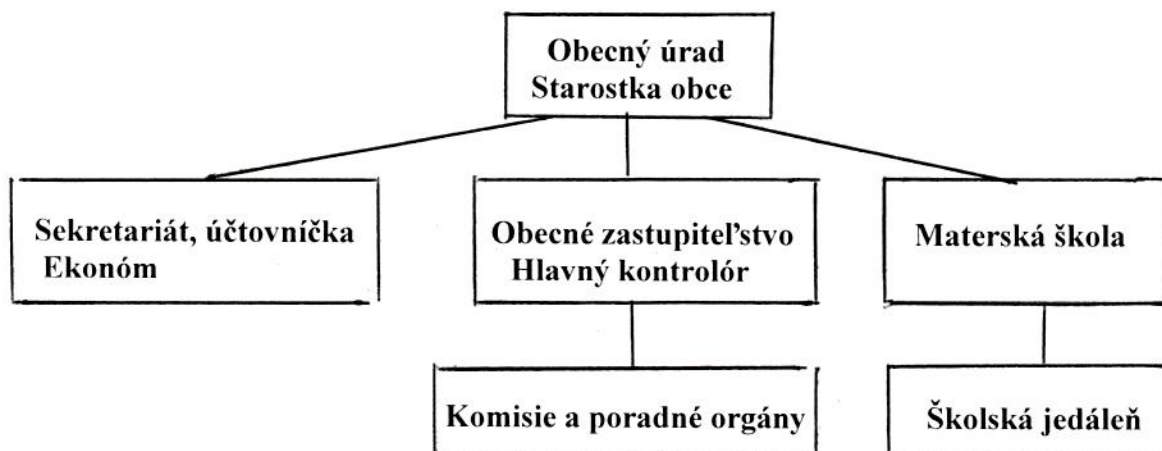 Obecný úrad
Starostka obce
Sekretariát, účtovníčka
Ekonóm
Obecné zastupiteľstvo
Hlavný kontrolór
Materská škola
Komisie a poradné orgány
Školská jedáleň